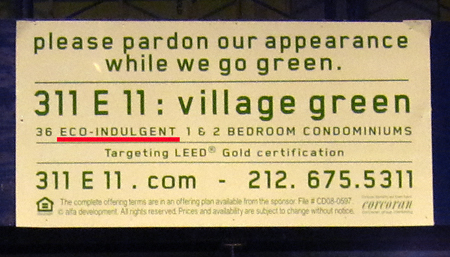 please pardon our appearance
while we go green.
311 E 11 : village green
36 ECO-INDULGENT 1 & 2 BEDROOM CONDOMINIUMS
Targeting LEED® Gold certification
311 E 11 . com - 212. 675.5311
The complete offering terms are in an offering plan available from the sponsor. File # CD08-0597.
© alfa development. All rights reserved. Prices and availability are subject to change without notice.
corcoran